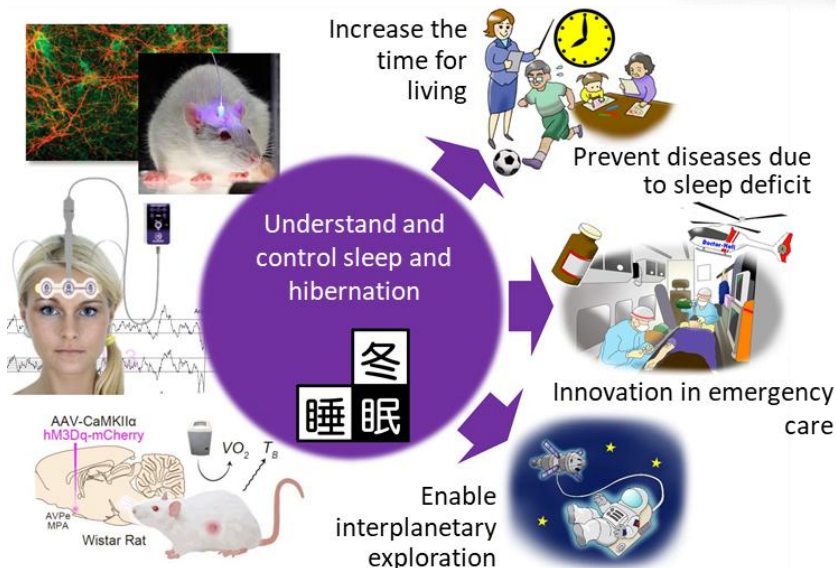 Increase the
time for
living
Prevent diseases due
to sleep deficit
Understand and
control sleep and
hibernation
冬
睡眠
Innovation in emergency
care
Enable
interplanetary
exploration
AAV-CaMKIIα
hM3Dq-mCherry
VO2 TB
AVPe
MPA
Wistar Rat